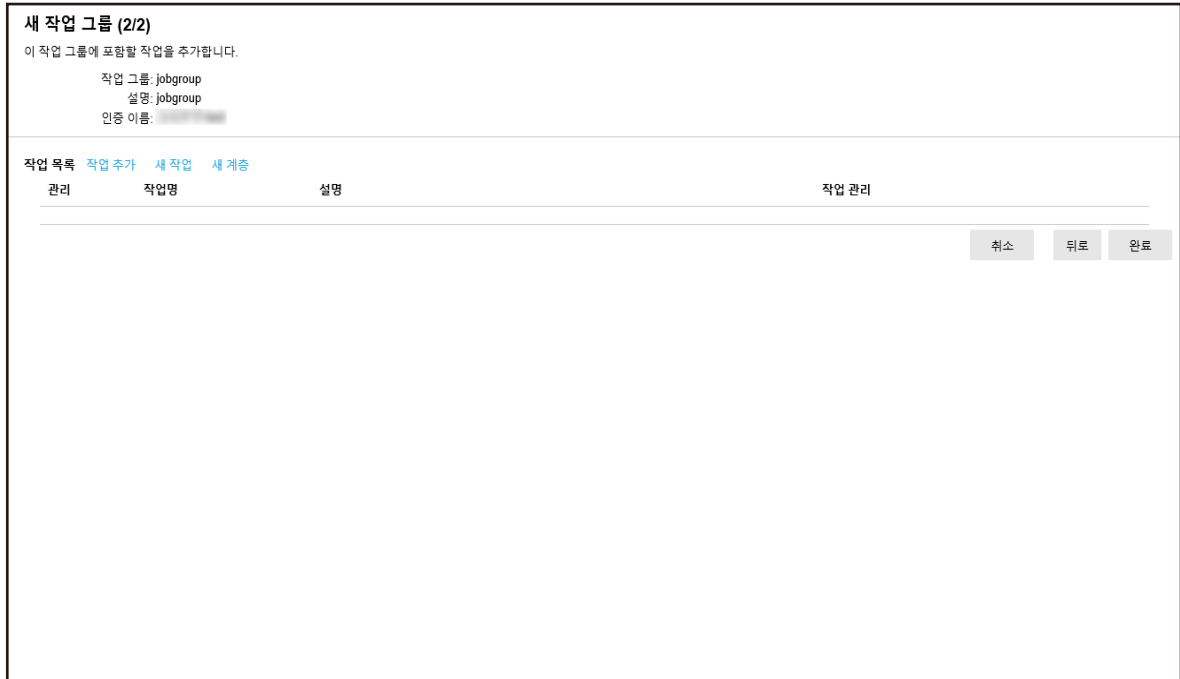 새 작업 그룹 (2/2)
이 작업 그룹에 포함할 작업을 추가합니다.
작업 그룹: jobgroup
설명: jobgroup
인증 이름:
작업 목록 작업 추가 새 작업 새 계층
관리 작업명 설명 작업 관리
취소 뒤로 완료